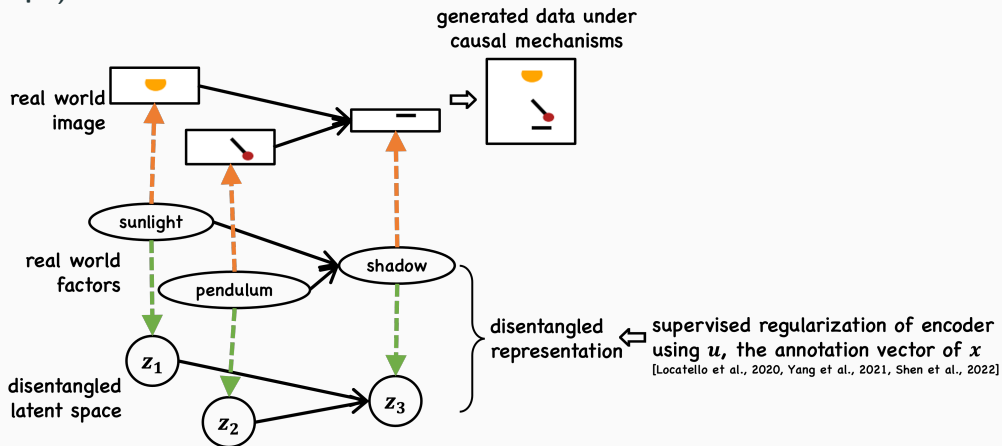 generated data under
causal mechanisms
real world
image
sunlight
real world
factors
pendulum
shadow
disentangled
representation
supervised regularization of encoder
using u, the annotation vector of x
[Locatello et al., 2020, Yang et al., 2021, Shen et al., 2022]
z₁
disentangled
latent space
z₂
z₃